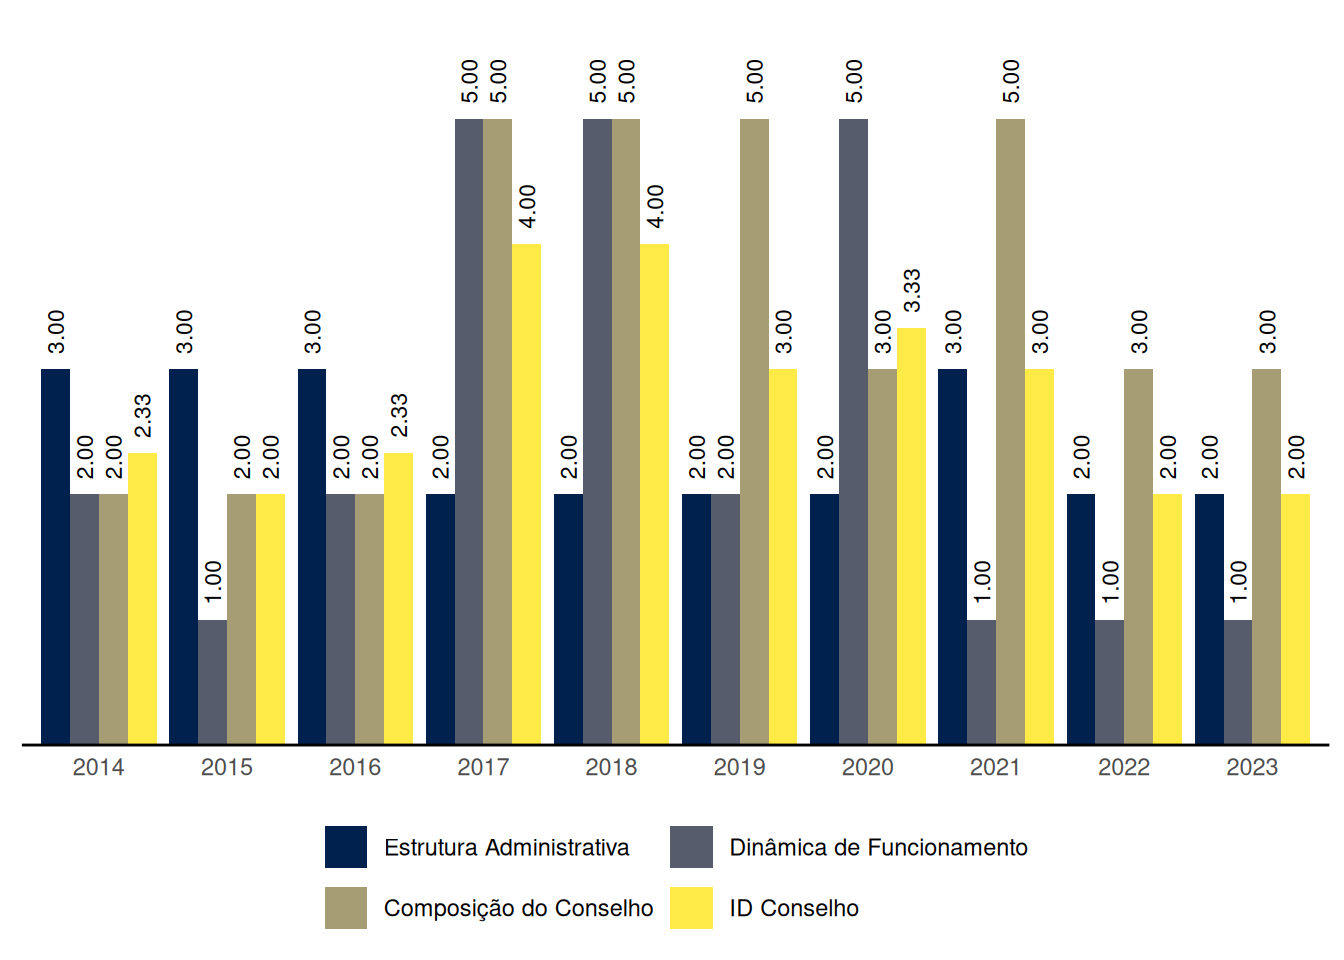 5.00 5.00 5.00 5.00 5.00 5.00 5.00
4.00 4.00
3.33
3.00 3.00 3.00 3.00 3.00 3.00 3.00 3.00 3.00
2.33 2.33
2.00 2.00 2.00 2.00 2.00 2.00 2.00 2.00 2.00 2.00 2.00 2.00 2.00 2.00 2.00
1.00 1.00 1.00 1.00
2014 2015 2016 2017 2018 2019 2020 2021 2022 2023
Estrutura Administrativa Dinâmica de Funcionamento
Composição do Conselho ID Conselho